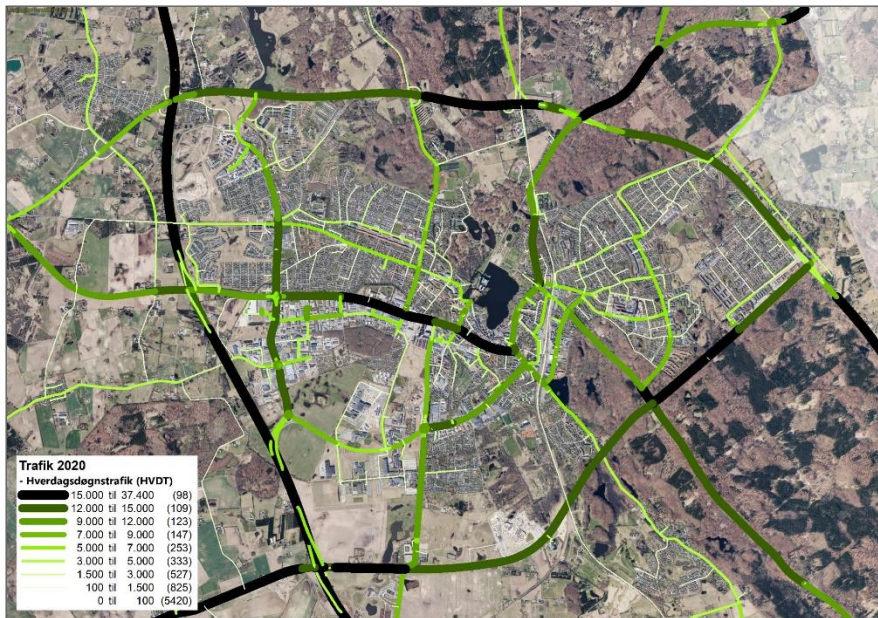 Trafik 2020
- Hverdagsdøgnstrafik (HVDT)
15.000 til 37.400 (98)
12.000 til 15.000 (109)
9.000 til 12.000 (123)
7.000 til 9.000 (147)
5.000 til 7.000 (253)
3.000 til 5.000 (333)
1.500 til 3.000 (527)
100 til 1.500 (825)
0 til 100 (5420)